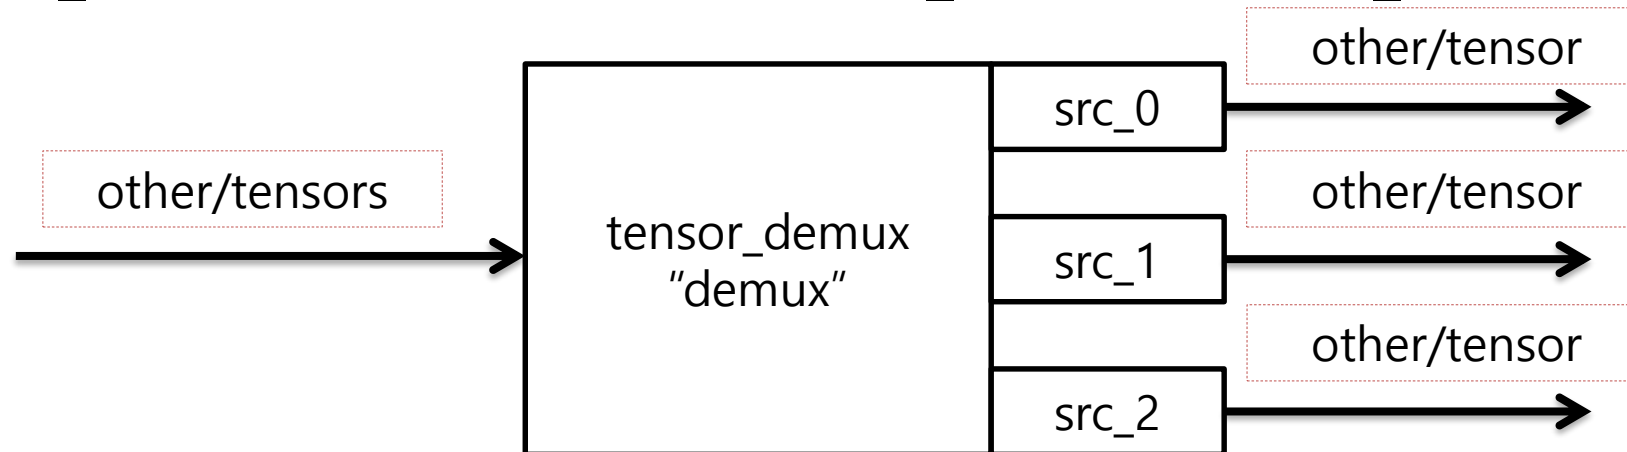 other/tensor
src_0
other/tensors
other/tensor
tensor_demux
src_1
"demux"
other/tensor
src_2